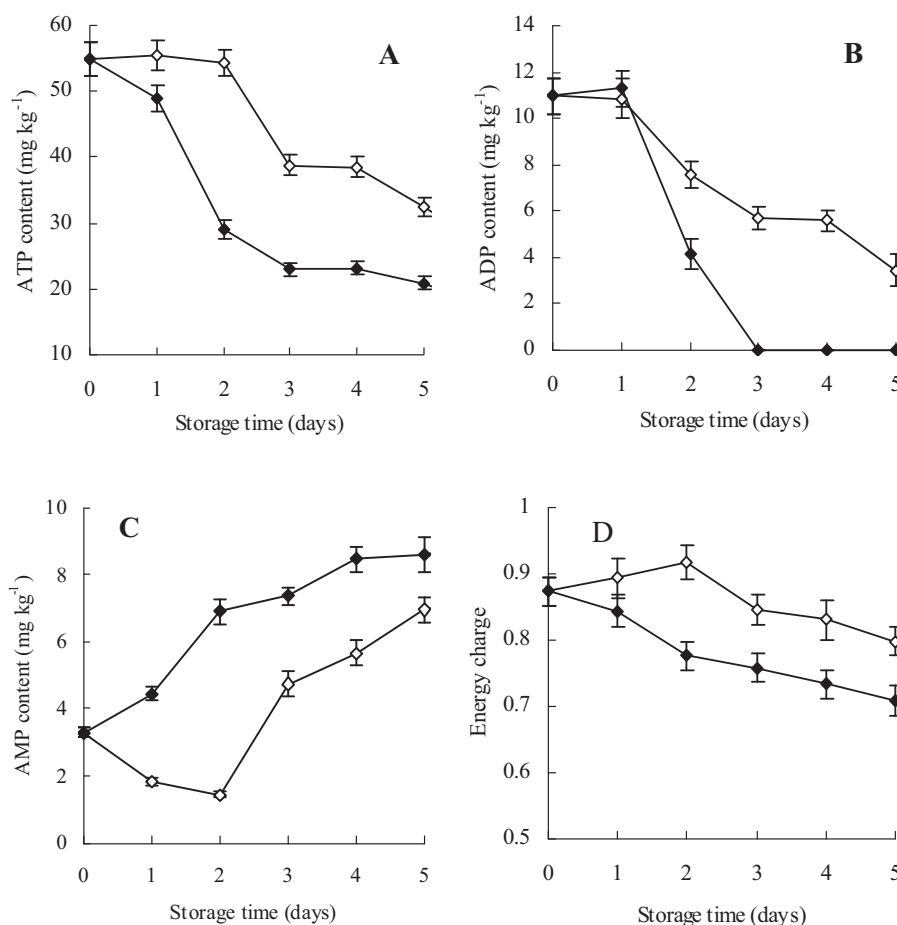 A
ATP content (mg kg⁻¹)
60
50
40
30
20
10
0 1 2 3 4 5
Storage time (days)
B
ADP content (mg kg⁻¹)
14
12
10
8
6
4
2
0
0 1 2 3 4 5
Storage time (days)
C
AMP content (mg kg⁻¹)
10
8
6
4
2
0
0 1 2 3 4 5
Storage time (days)
D
Energy charge
1
0.9
0.8
0.7
0.6
0.5
0 1 2 3 4 5
Storage time (days)